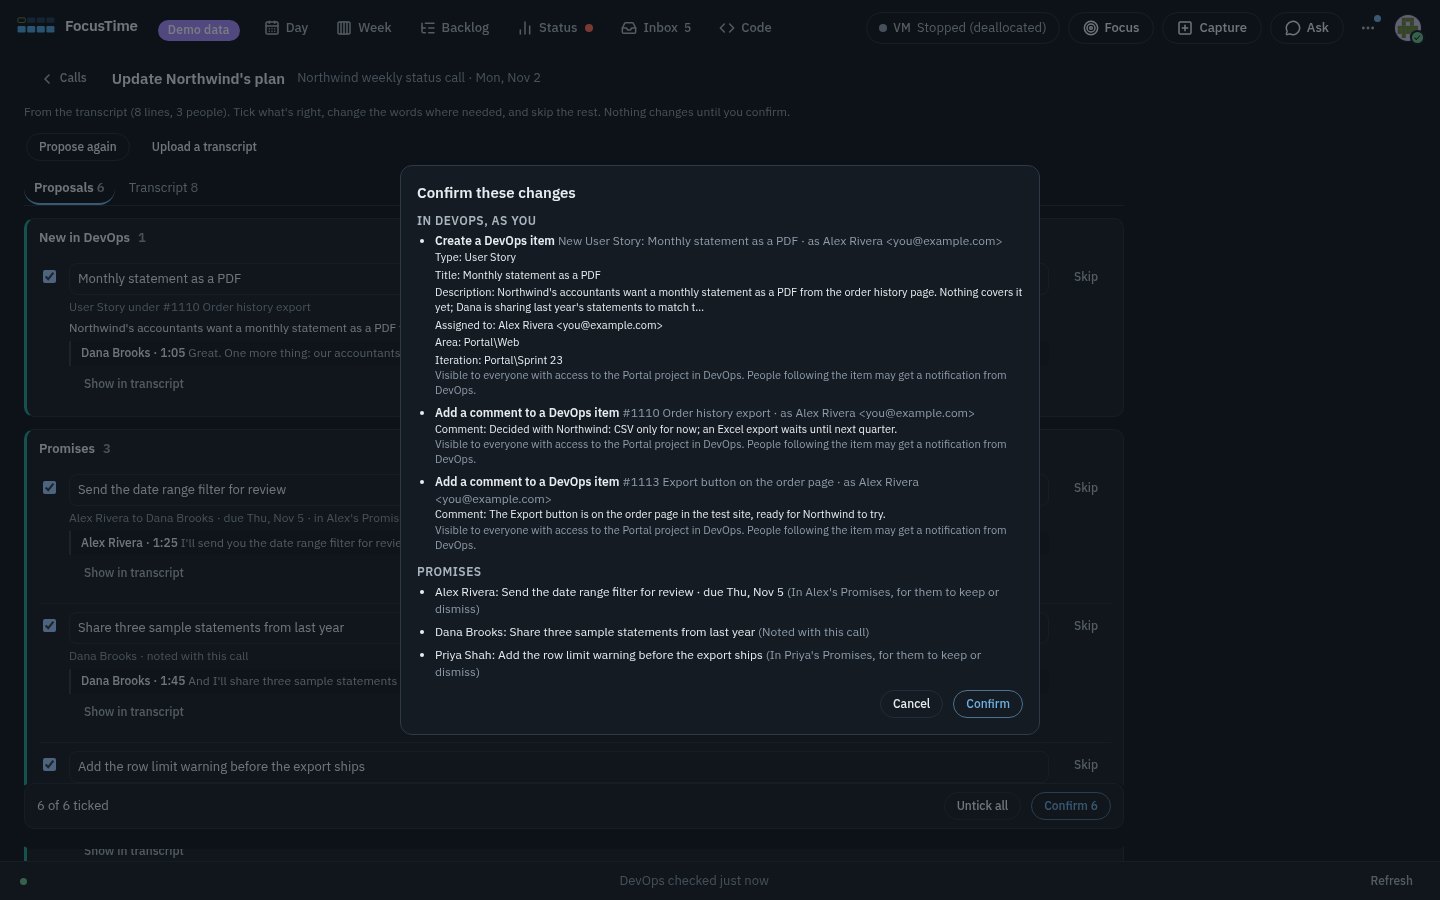 FocusTime
Demo data
Day
Week
Backlog
Status
Inbox 5
Code
VM Stopped (deallocated)
Focus
Capture
Ask
Calls
Update Northwind's plan
Northwind weekly status call · Mon, Nov 2
From the transcript (8 lines, 3 people). Tick what's right, change the words where needed, and skip the rest. Nothing changes until you confirm.
Propose again
Upload a transcript
Proposals 6
Transcript 8
New in DevOps 1
Monthly statement as a PDF
Skip
User Story under #1110 Order history export
Northwind's accountants want a monthly statement as a PDF
Dana Brooks · 1:05 Great. One more thing: our accountants
Show in transcript
Promises 3
Send the date range filter for review
Skip
Alex Rivera to Dana Brooks · due Thu, Nov 5 · in Alex's Promis
Alex Rivera · 1:25 I'll send you the date range filter for revie
Show in transcript
Share three sample statements from last year
Skip
Dana Brooks · noted with this call
Dana Brooks · 1:45 And I'll share three sample statements
Show in transcript
Add the row limit warning before the export ships
Skip
Confirm these changes
IN DEVOPS, AS YOU
Create a DevOps item New User Story: Monthly statement as a PDF · as Alex Rivera <you@example.com>
Type: User Story
Title: Monthly statement as a PDF
Description: Northwind's accountants want a monthly statement as a PDF from the order history page. Nothing covers it
yet; Dana is sharing last year's statements to match t...
Assigned to: Alex Rivera <you@example.com>
Area: Portal\Web
Iteration: Portal\Sprint 23
Visible to everyone with access to the Portal project in DevOps. People following the item may get a notification from
DevOps.
Add a comment to a DevOps item #1110 Order history export · as Alex Rivera <you@example.com>
Comment: Decided with Northwind: CSV only for now; an Excel export waits until next quarter.
Visible to everyone with access to the Portal project in DevOps. People following the item may get a notification from
DevOps.
Add a comment to a DevOps item #1113 Export button on the order page · as Alex Rivera
<you@example.com>
Comment: The Export button is on the order page in the test site, ready for Northwind to try.
Visible to everyone with access to the Portal project in DevOps. People following the item may get a notification from
DevOps.
PROMISES
Alex Rivera: Send the date range filter for review · due Thu, Nov 5 (In Alex's Promises, for them to keep or
dismiss)
Dana Brooks: Share three sample statements from last year (Noted with this call)
Priya Shah: Add the row limit warning before the export ships (In Priya's Promises, for them to keep or
dismiss)
Cancel
Confirm
6 of 6 ticked
Untick all
Confirm 6
Show in transcript
DevOps checked just now
Refresh